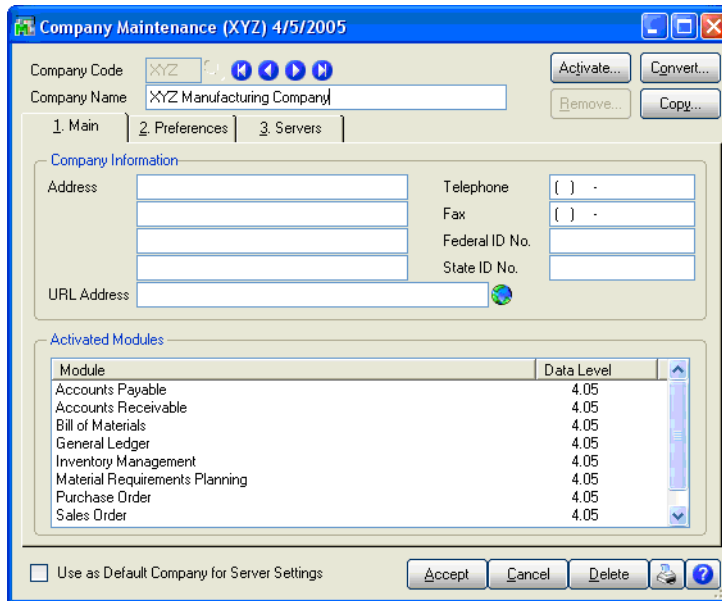 Company Maintenance (XYZ) 4/5/2005
Company Code XYZ Activate... Convert...
Company Name XYZ Manufacturing Company Remove... Copy...
1. Main 2. Preferences 3. Servers
Company Information
Address Telephone ( ) -
Fax ( ) -
Federal ID No.
State ID No.
URL Address
Activated Modules
Module Data Level
Accounts Payable 4.05
Accounts Receivable 4.05
Bill of Materials 4.05
General Ledger 4.05
Inventory Management 4.05
Material Requirements Planning 4.05
Purchase Order 4.05
Sales Order 4.05
Use as Default Company for Server Settings Accept Cancel Delete ?